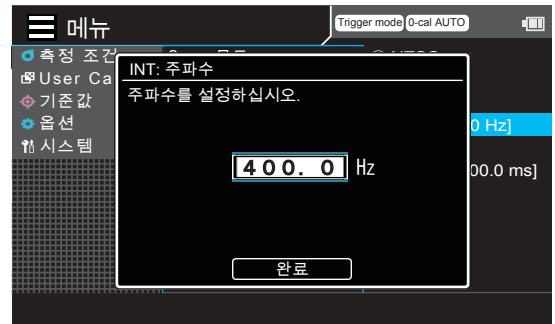 메뉴
Trigger mode
0-cal AUTO
측정 조건
User Ca
기준값
옵션
시스템
INT: 주파수
주파수를 설정하십시오.
400.0 Hz
완료
0 Hz]
00.0 ms]